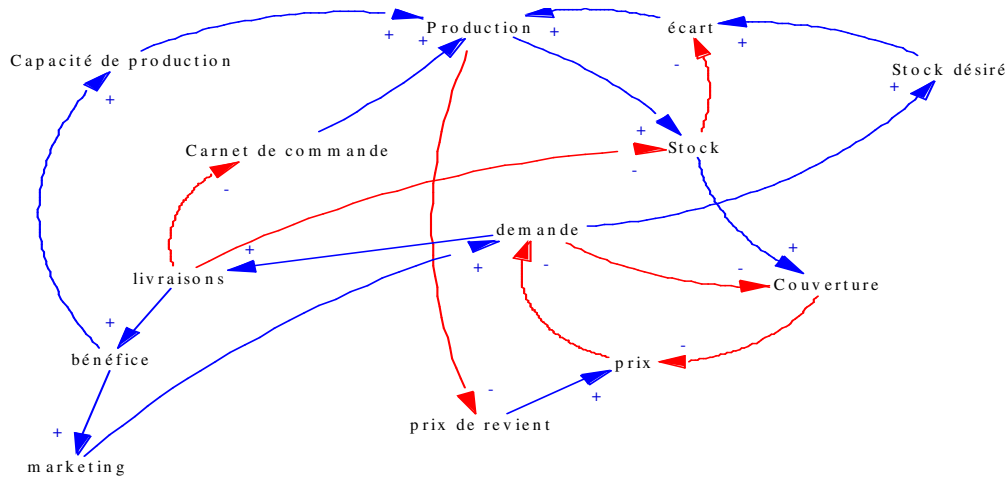 Production
écart
+
+
+
+
+
Capacité de production
-
Stock désiré
+
+
+
Carnet de commande
Stock
-
-
demande
+
+
-
-
+
livraisons
Couverture
+
-
bénéfice
prix
-
+
+
prix de revient
marketing